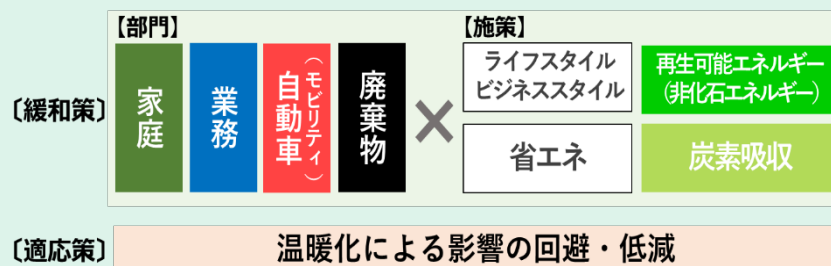 【部門】
【施策】
〔緩和策〕
家庭
業務
自動車
（モビリティ）
廃棄物
×
ライフスタイル
ビジネススタイル
再生可能エネルギー
（非化石エネルギー）
省エネ
炭素吸収
〔適応策〕
温暖化による影響の回避・低減